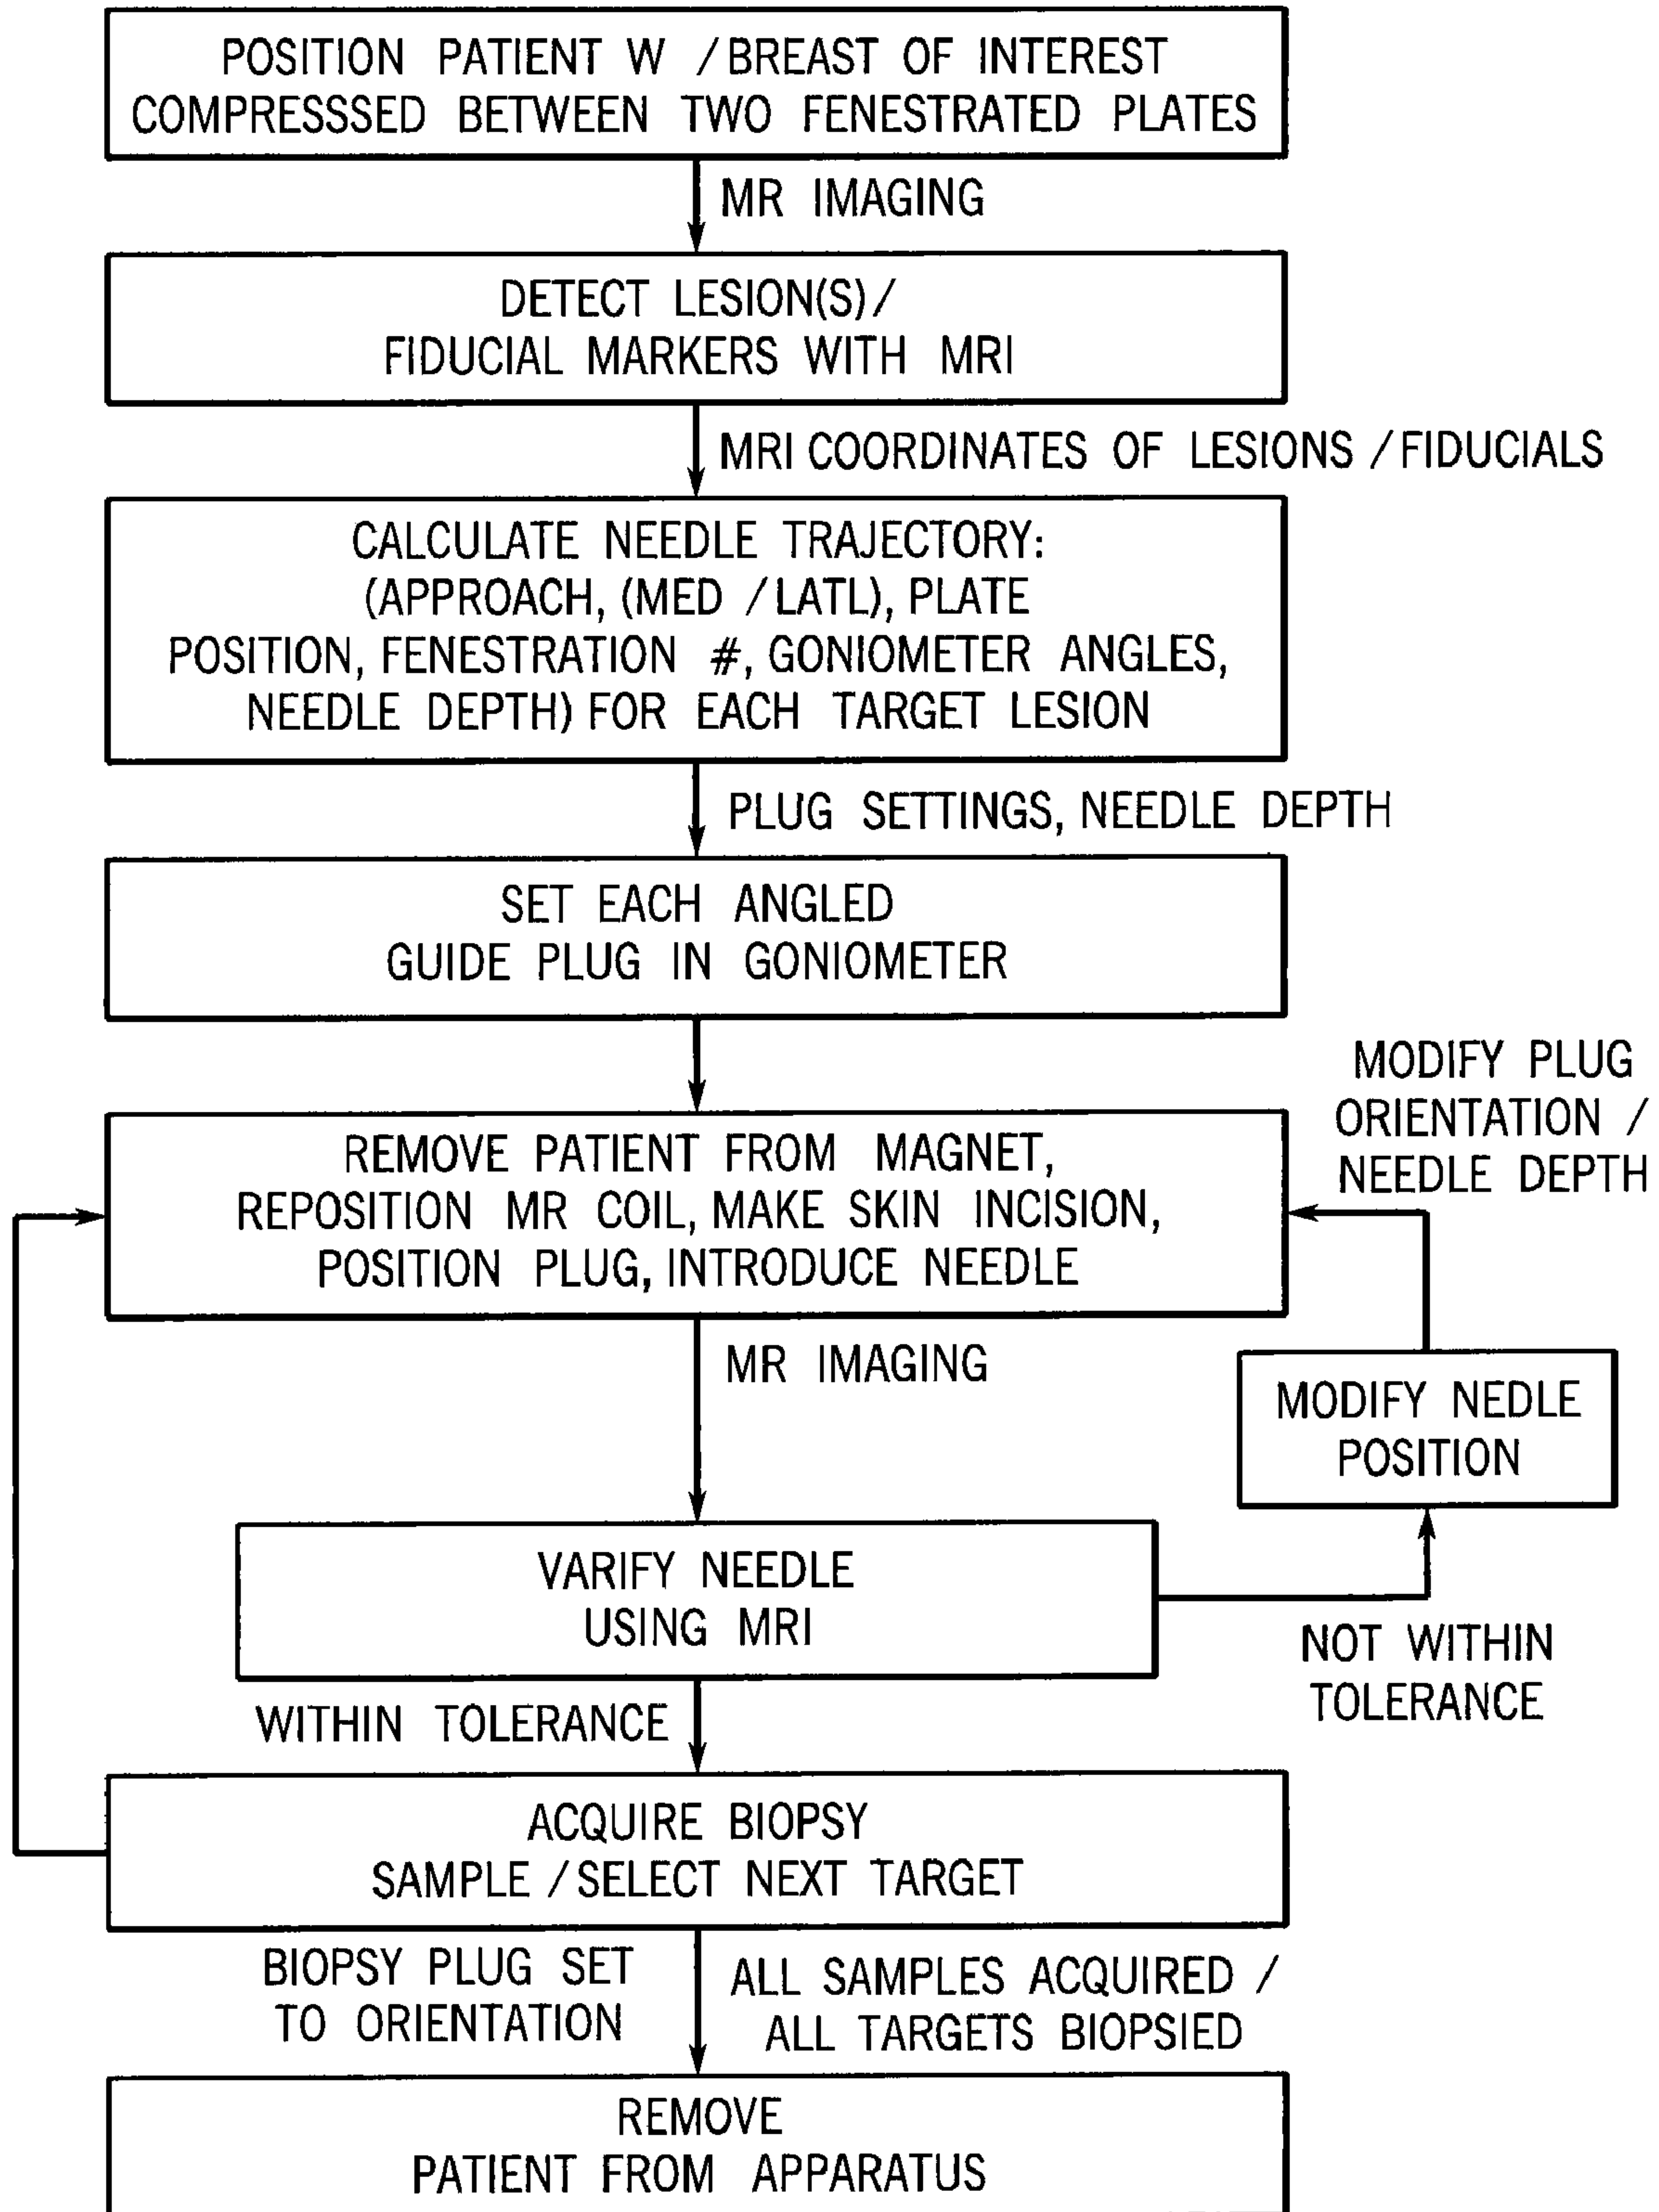 POSITION PATIENT W / BREAST OF INTEREST
COMPRESSSED BETWEEN TWO FENESTRATED PLATES
MR IMAGING
DETECT LESION(S) /
FIDUCIAL MARKERS WITH MRI
MRI COORDINATES OF LESIONS / FIDUCIALS
CALCULATE NEEDLE TRAJECTORY:
(APPROACH, (MED / LATL), PLATE
POSITION, FENESTRATION #, GONIOMETER ANGLES,
NEEDLE DEPTH) FOR EACH TARGET LESION
PLUG SETTINGS, NEEDLE DEPTH
SET EACH ANGLED
GUIDE PLUG IN GONIOMETER
MODIFY PLUG
ORIENTATION /
NEEDLE DEPTH
REMOVE PATIENT FROM MAGNET,
REPOSITION MR COIL, MAKE SKIN INCISION,
POSITION PLUG, INTRODUCE NEEDLE
MR IMAGING
MODIFY NEDLE
POSITION
VARIFY NEEDLE
USING MRI
NOT WITHIN
TOLERANCE
WITHIN TOLERANCE
ACQUIRE BIOPSY
SAMPLE / SELECT NEXT TARGET
BIOPSY PLUG SET
TO ORIENTATION
ALL SAMPLES ACQUIRED /
ALL TARGETS BIOPSIED
REMOVE
PATIENT FROM APPARATUS